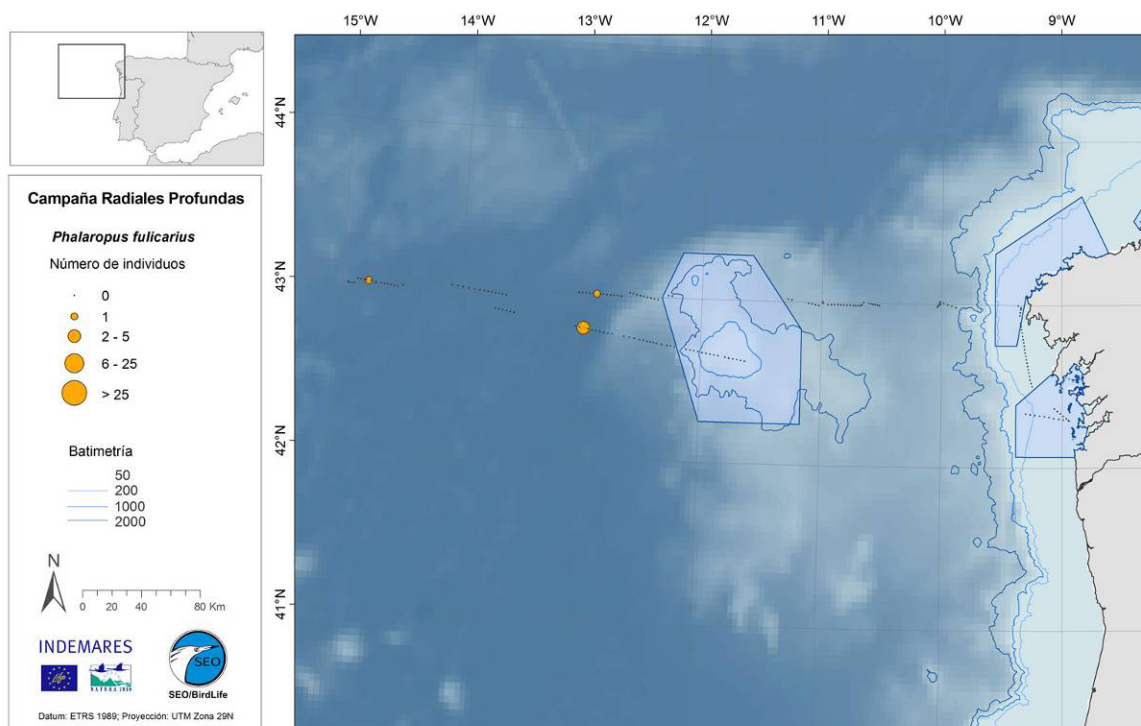 15°W 14°W 13°W 12°W 11°W 10°W 9°W
44°N
43°N
42°N
41°N
Campaña Radiales Profundas
Phalaropus fulicarius
Número de individuos
0
1
2 - 5
6 - 25
> 25
Batimetría
50
200
1000
2000
N
0 20 40 80 Km
INDEMARES
SEO
NATURA 2000
SEO/BirdLife
Datum: ETRS 1989; Proyección: UTM Zona 29N